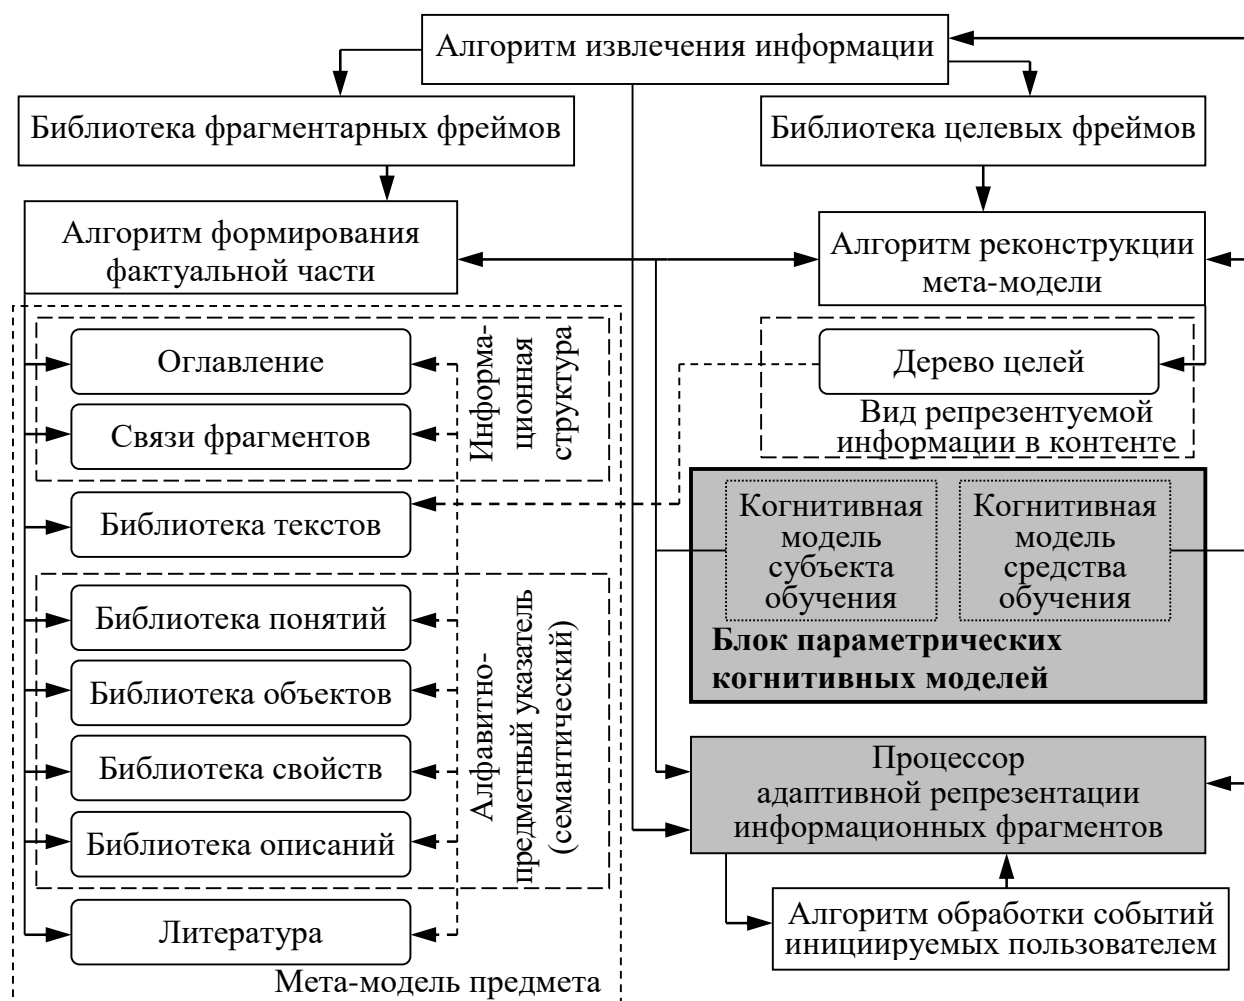 Алгоритм извлечения информации
Библиотека фрагментарных фреймов
Библиотека целевых фреймов
Алгоритм формирования
фактуальной части
Алгоритм реконструкции
мета-модели
Оглавление
Связи фрагментов
Информа-
ционная
структура
Дерево целей
Вид репрезентуемой
информации в контенте
Библиотека текстов
Когнитивная
модель
субъекта
обучения
Когнитивная
модель
средства
обучения
Блок параметрических
когнитивных моделей
Библиотека понятий
Библиотека объектов
Библиотека свойств
Библиотека описаний
Алфавитно-
предметный указатель
(семантический)
Процессор
адаптивной репрезентации
информационных фрагментов
Литература
Мета-модель предмета
Алгоритм обработки событий
инициируемых пользователем